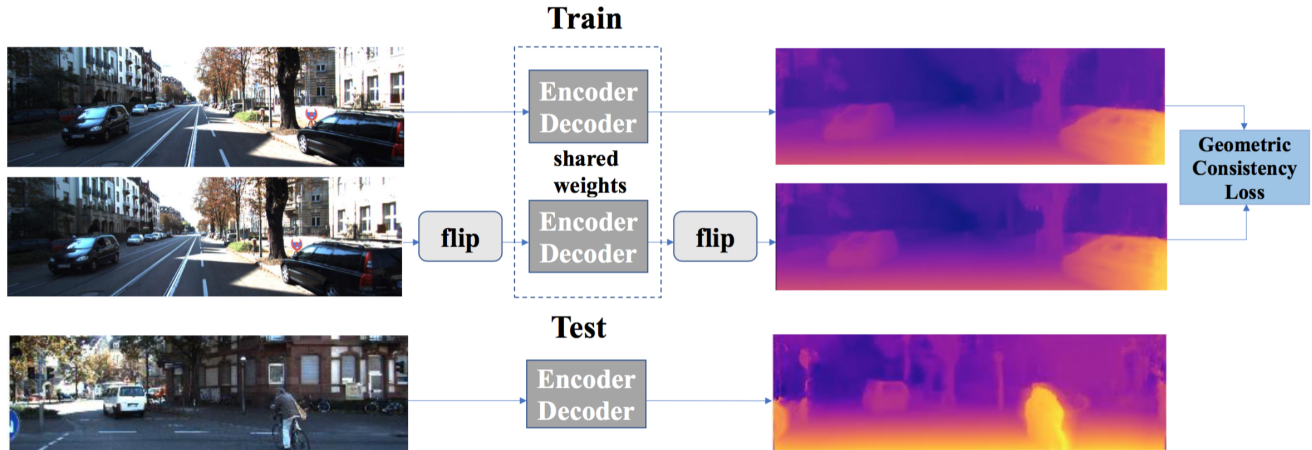 Train
Encoder
Decoder
shared
weights
flip
Encoder
Decoder
flip
Geometric
Consistency
Loss
Test
Encoder
Decoder